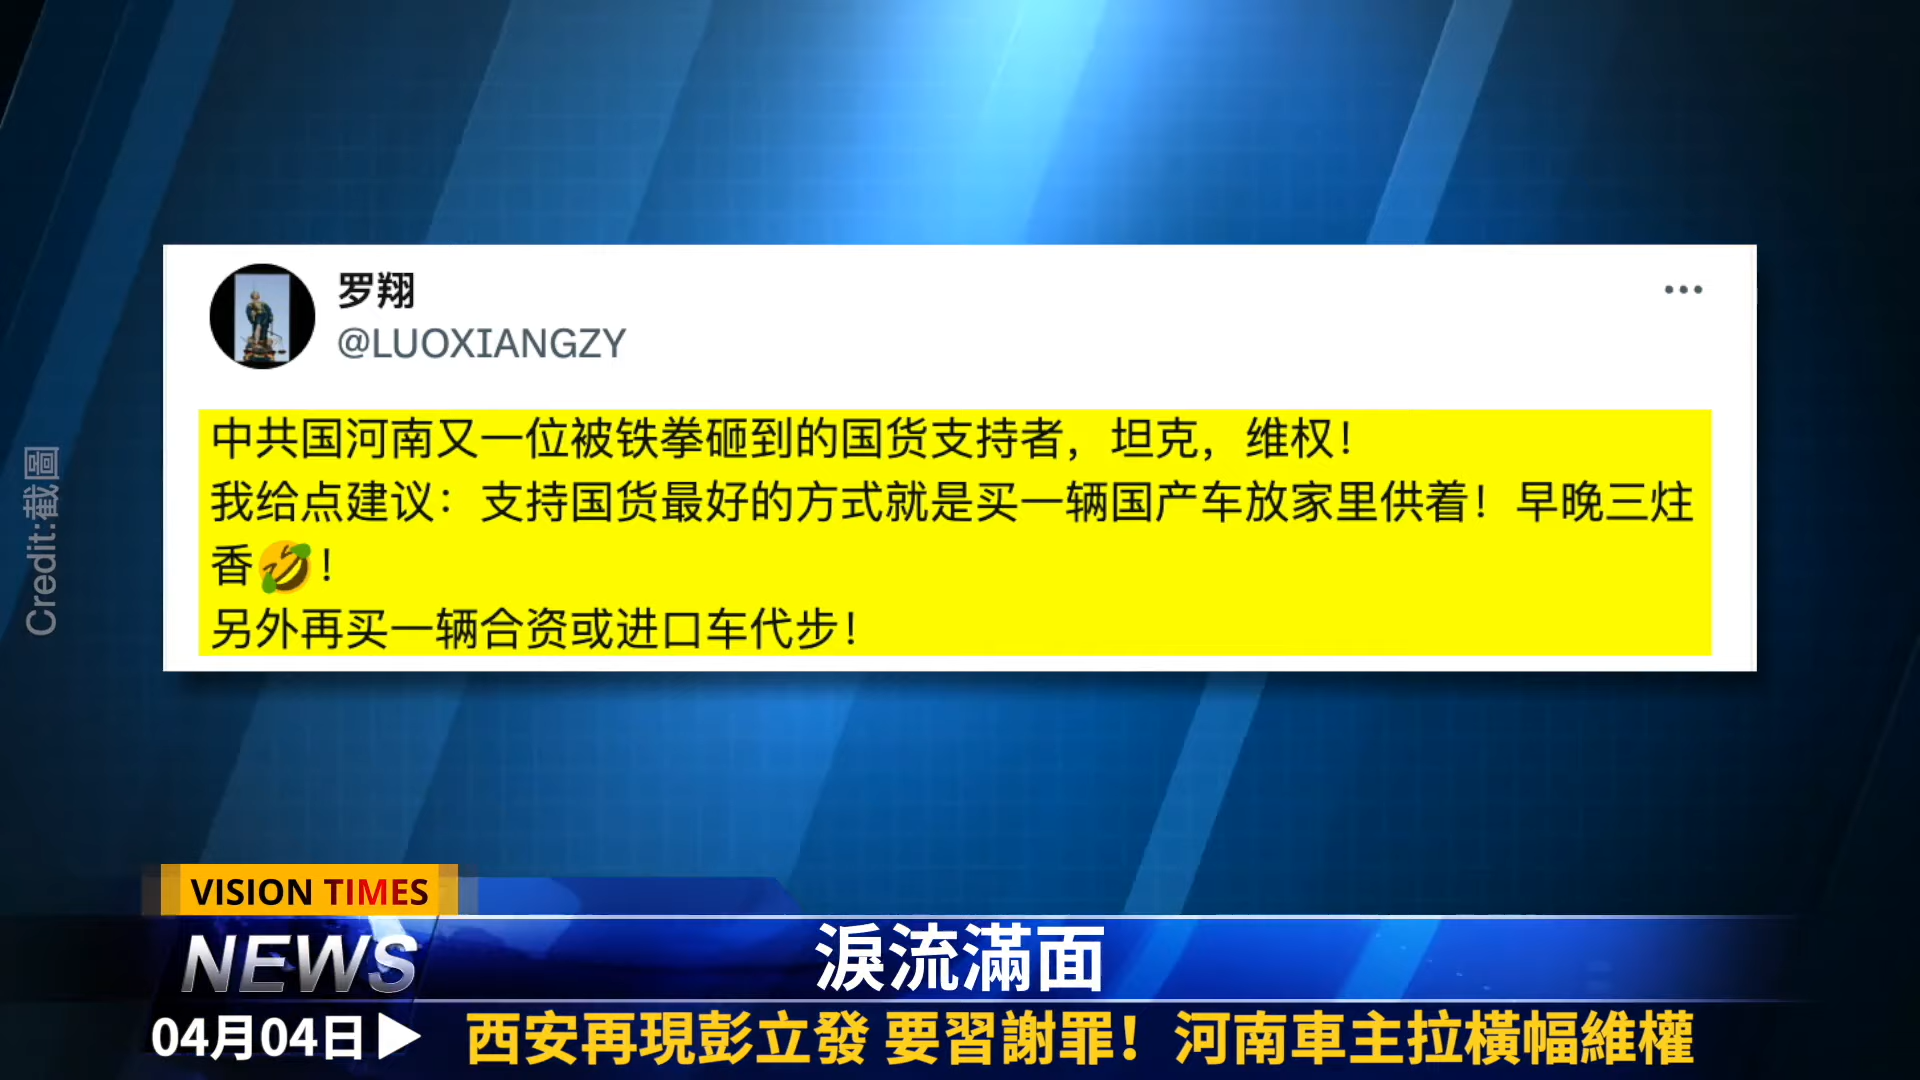 罗翔
@LUOXIANGZY
中共国河南又一位被铁拳砸到的国货支持者，坦克，维权！
我给点建议：支持国货最好的方式就是买一辆国产车放家里供着！早晚三炷
香🤣！
另外再买一辆合资或进口车代步！
Credit:截圖
VISION TIMES
NEWS
淚流滿面
04月04日▶
西安再現彭立發 要習謝罪！河南車主拉橫幅維權